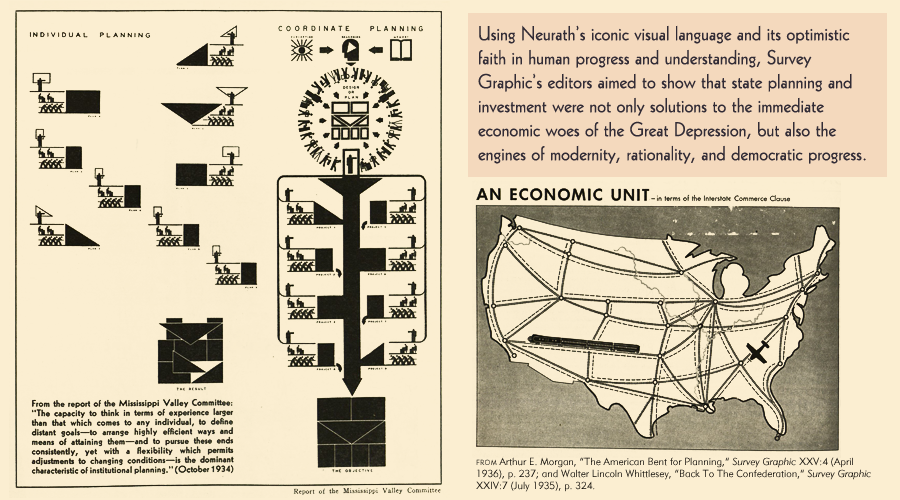 INDIVIDUAL PLANNING
THE RESULT
From the report of the Mississippi Valley Committee:
"The capacity to think in terms of experience larger
than that which comes to any individual, to define
distant goals—to arrange highly efficient ways and
means of attaining them—and to pursue these ends
consistently, yet with a flexibility which permits
adjustments to changing conditions—is the dominant
characteristic of institutional planning." (October 1934)
COORDINATE PLANNING
DESIGN
OR
PLAN
THE OBJECTIVE
Report of the Mississippi Valley Committee
Using Neurath's iconic visual language and its optimistic
faith in human progress and understanding, Survey
Graphic's editors aimed to show that state planning and
investment were not only solutions to the immediate
economic woes of the Great Depression, but also the
engines of modernity, rationality, and democratic progress.
AN ECONOMIC UNIT – in terms of the Interstate Commerce Clause
FROM Arthur E. Morgan, "The American Bent for Planning," Survey Graphic XXV:4 (April
1936), p. 237; and Walter Lincoln Whittlesey, "Back To The Confederation," Survey Graphic
XXIV:7 (July 1935), p. 324.